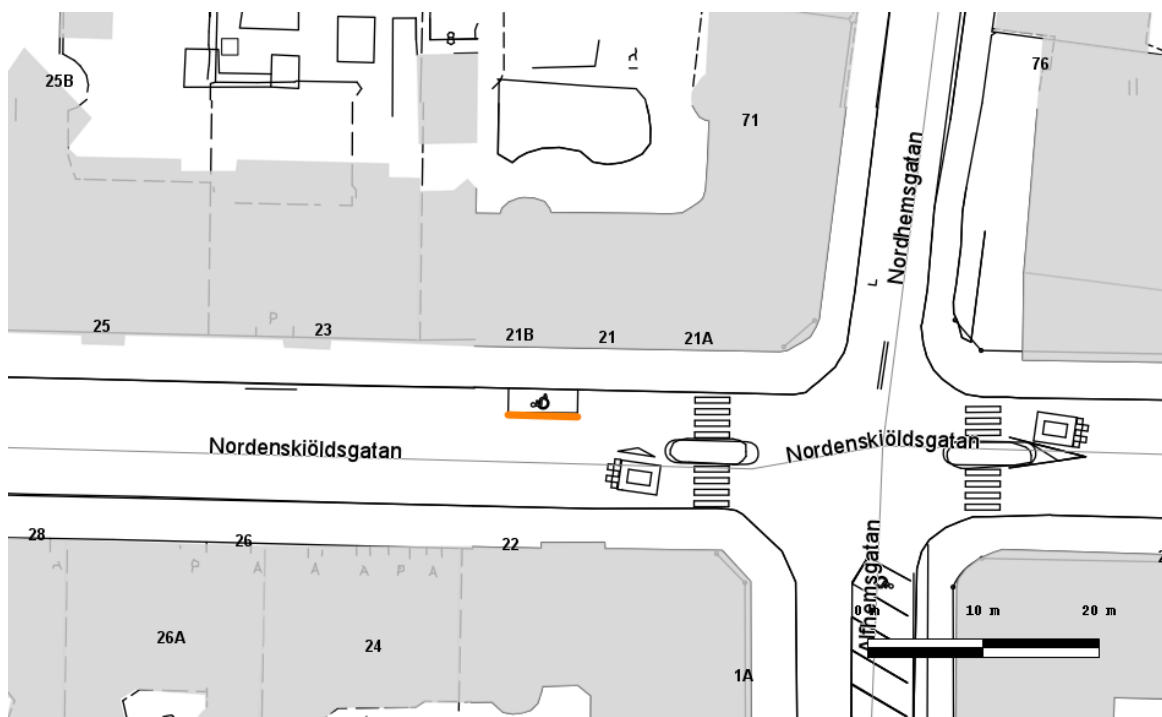 8
25B
76
71
Nordhemsgatan
25
P
23
21B
21
21A
Nordenskiöldsgatan
Nordenskiöldsgatan
28
26
22
A
P
A
A
A
P
A
Alfhemsgatan
0 m
10 m
20 m
26A
24
1A